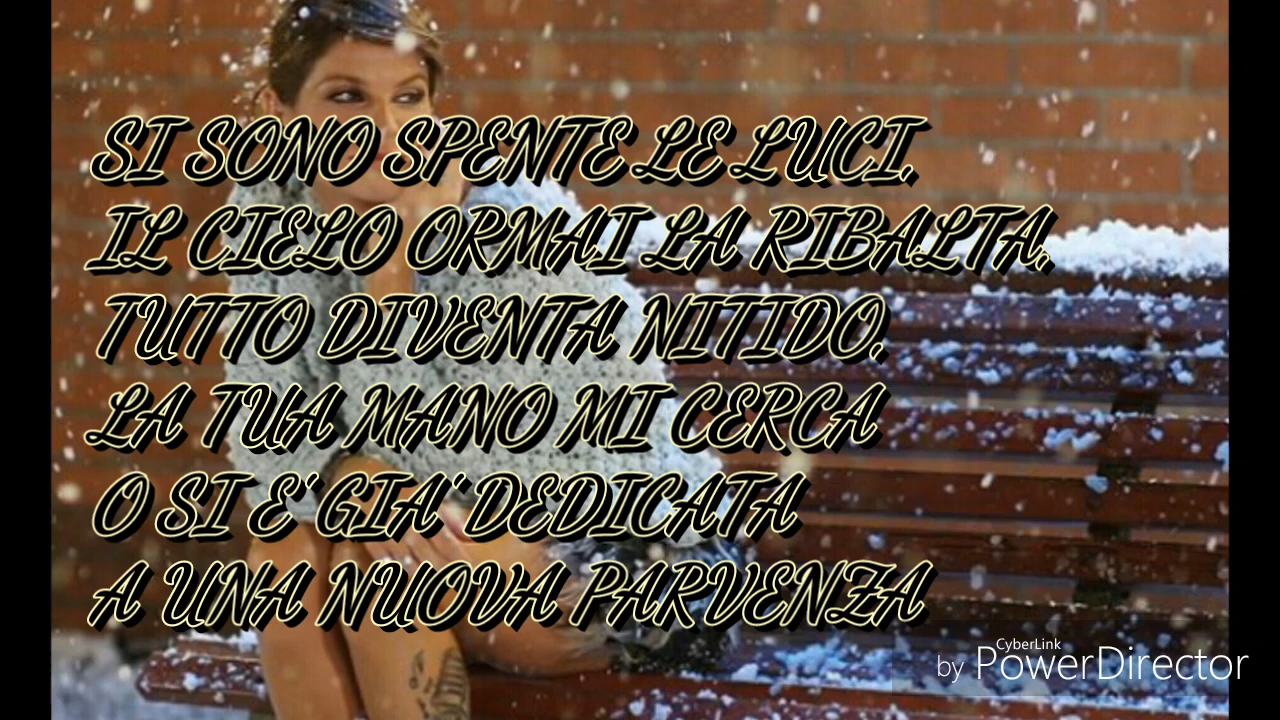 SI SONO SPENTE LE LUCI,
IL CIELO ORMAI LA RIBALTA,
TUTTO DIVENTA NITIDO,
LA TUA MANO MI CERCA
O SI E' GIA' DEDICATA
A UNA NUOVA PARVENZA
CyberLink
by PowerDirector